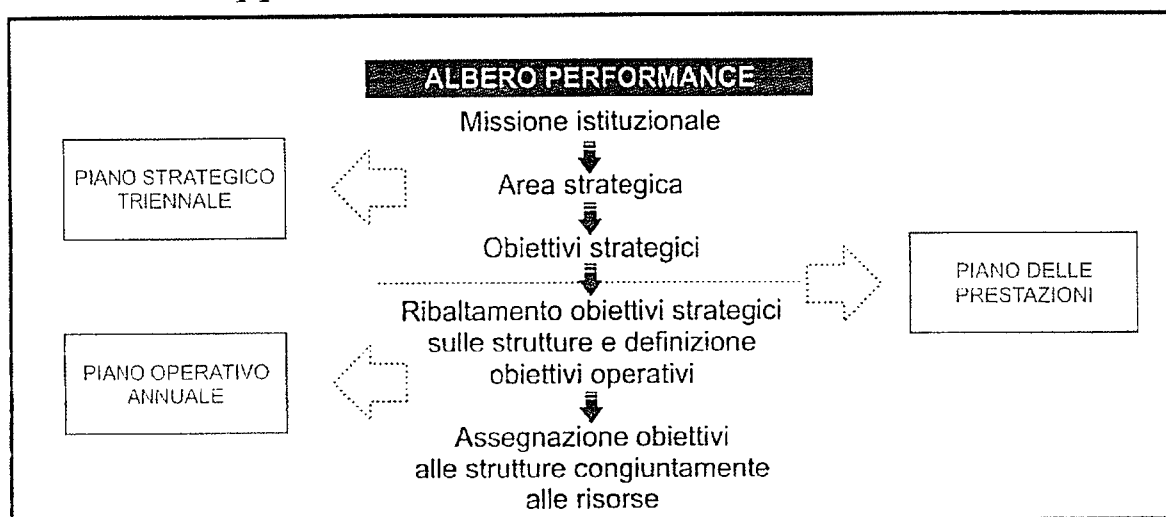 ALBERO PERFORMANCE
Missione istituzionale
PIANO STRATEGICO
TRIENNALE
Area strategica
Obiettivi strategici
PIANO DELLE
PRESTAZIONI
Ribaltamento obiettivi strategici
sulle strutture e definizione
obiettivi operativi
PIANO OPERATIVO
ANNUALE
Assegnazione obiettivi
alle strutture congiuntamente
alle risorse